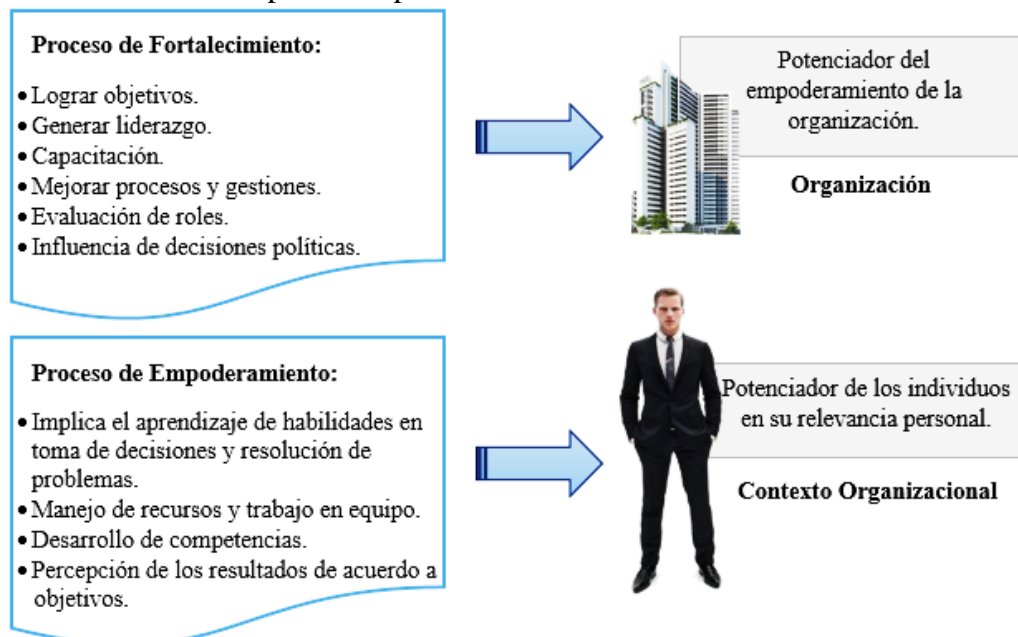 Proceso de Fortalecimiento:
• Lograr objetivos.
• Generar liderazgo.
• Capacitación.
• Mejorar procesos y gestiones.
• Evaluación de roles.
• Influencia de decisiones políticas.
Potenciador del
empoderamiento de la
organización.
Organización
Proceso de Empoderamiento:
• Implica el aprendizaje de habilidades en
toma de decisiones y resolución de
problemas.
• Manejo de recursos y trabajo en equipo.
• Desarrollo de competencias.
• Percepción de los resultados de acuerdo a
objetivos.
Potenciador de los individuos
en su relevancia personal.
Contexto Organizacional